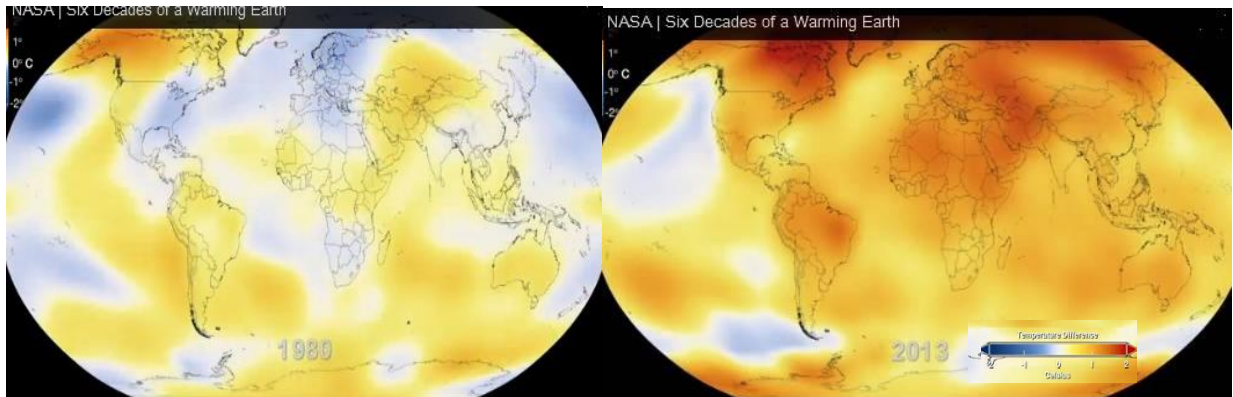 NASA | Six Decades of a Warming Earth
1°
0° C
-1°
-2°
1980
NASA | Six Decades of a Warming Earth
1°
0° C
-1°
-2°
2013
Temperature Difference
-2 -1 0 1 2
Celsius